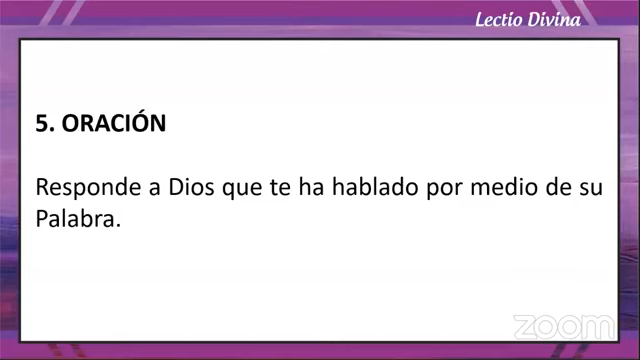 Lectio Divina
5. ORACIÓN
Responde a Dios que te ha hablado por medio de su
Palabra.
zoom